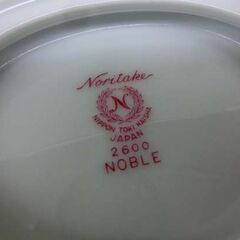 Noritake
N
NIPPON TOKI KAISHA
JAPAN
2600
NOBLE